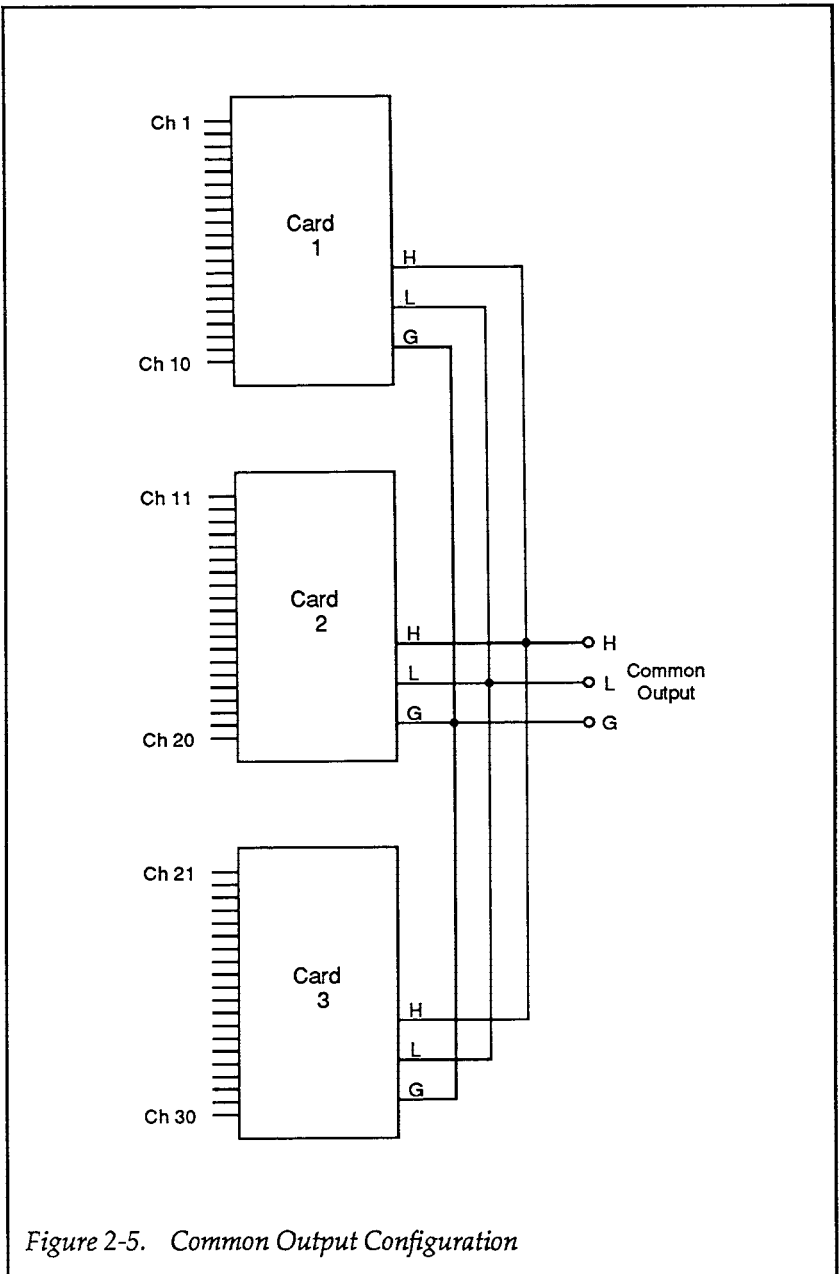 Ch 1
Card
1
H
L
G
Ch 10
Ch 11
Card
2
H
L
G
H
L
G
Common
Output
Ch 20
Ch 21
Card
3
H
L
G
Ch 30
Figure 2-5. Common Output Configuration